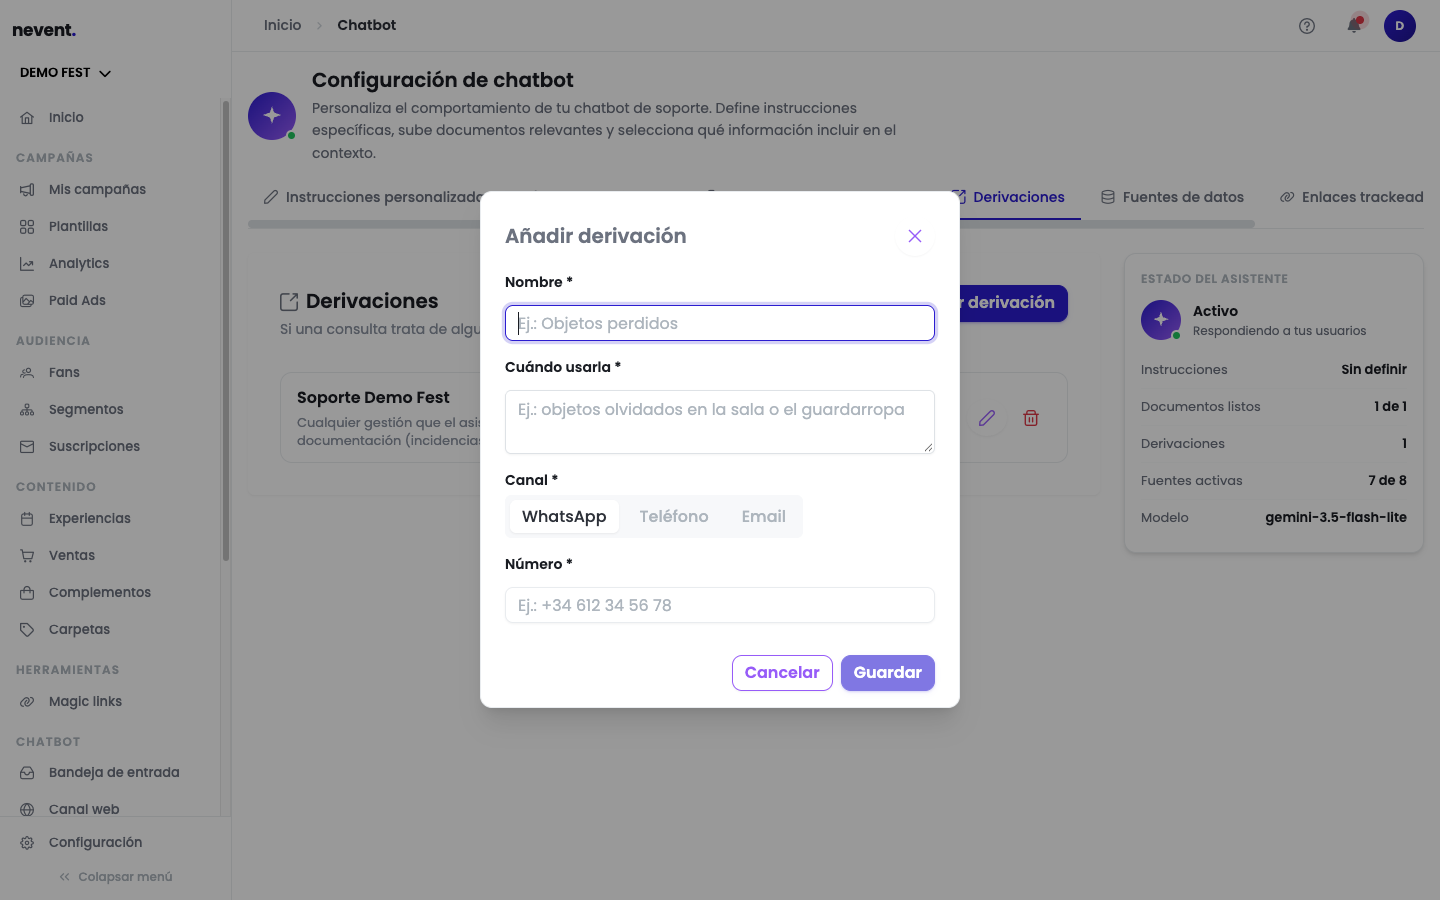 nevent.
DEMO FEST
Inicio
CAMPAÑAS
Mis campañas
Plantillas
Analytics
Paid Ads
AUDIENCIA
Fans
Segmentos
Suscripciones
CONTENIDO
Experiencias
Ventas
Complementos
Carpetas
HERRAMIENTAS
Magic links
CHATBOT
Bandeja de entrada
Canal web
Configuración
Colapsar menú
Inicio
Chatbot
D
Configuración de chatbot
Personaliza el comportamiento de tu chatbot de soporte. Define instrucciones
específicas, sube documentos relevantes y selecciona qué información incluir en el
contexto.
Instrucciones personalizada
Derivaciones
Fuentes de datos
Enlaces trackead
Derivaciones
r derivación
Si una consulta trata de algu
Soporte Demo Fest
Cualquier gestión que el asis
documentación (incidencias
Añadir derivación
Nombre *
Ej.: Objetos perdidos
Cuándo usarla *
Ej.: objetos olvidados en la sala o el guardarropa
Canal *
WhatsApp
Teléfono
Email
Número *
Ej.: +34 612 34 56 78
Cancelar
Guardar
ESTADO DEL ASISTENTE
Activo
Respondiendo a tus usuarios
Instrucciones
Sin definir
Documentos listos
1 de 1
Derivaciones
1
Fuentes activas
7 de 8
Modelo
gemini-3.5-flash-lite